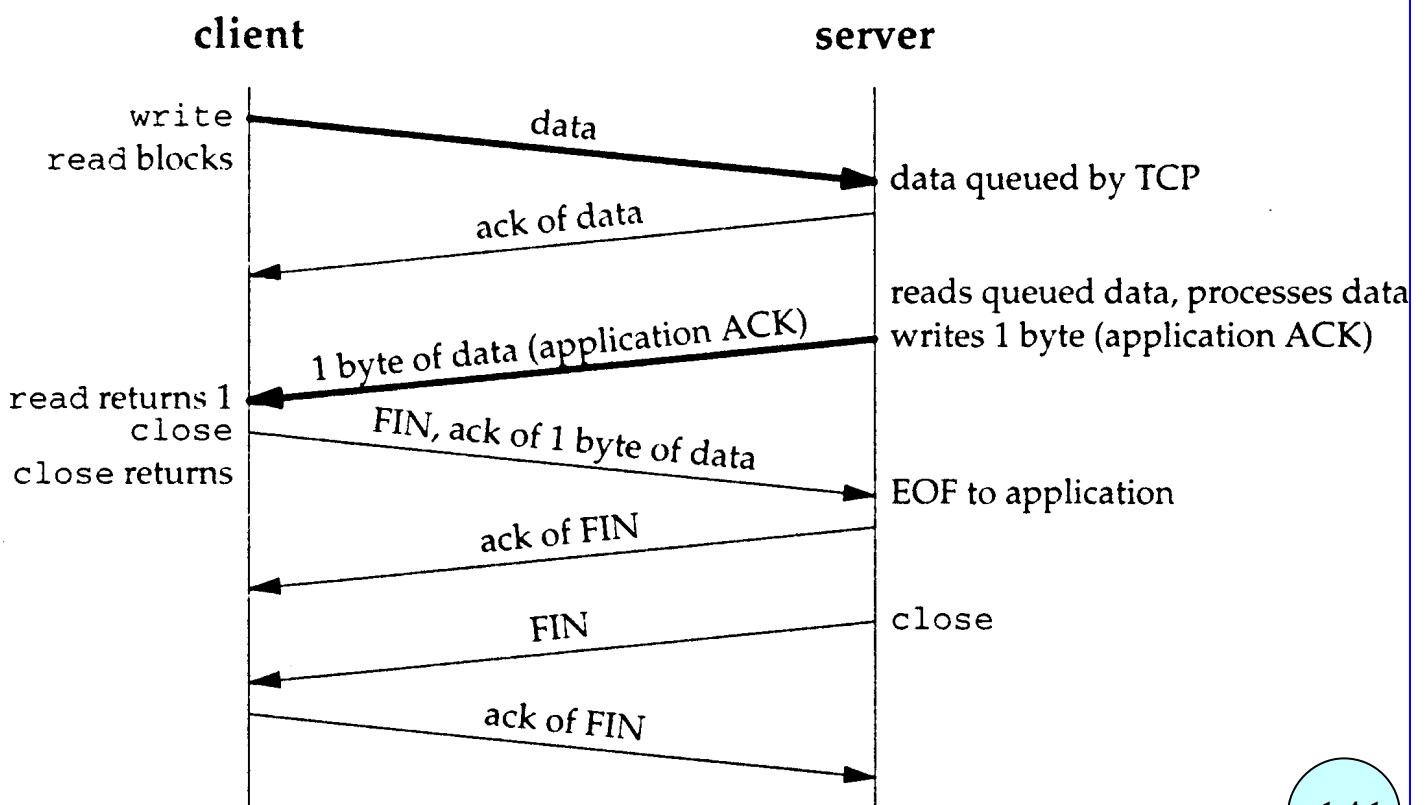 client
server
write
data
read blocks
data queued by TCP
ack of data
reads queued data, processes data
writes 1 byte (application ACK)
1 byte of data (application ACK)
read returns 1
close
FIN, ack of 1 byte of data
close returns
EOF to application
ack of FIN
close
FIN
ack of FIN